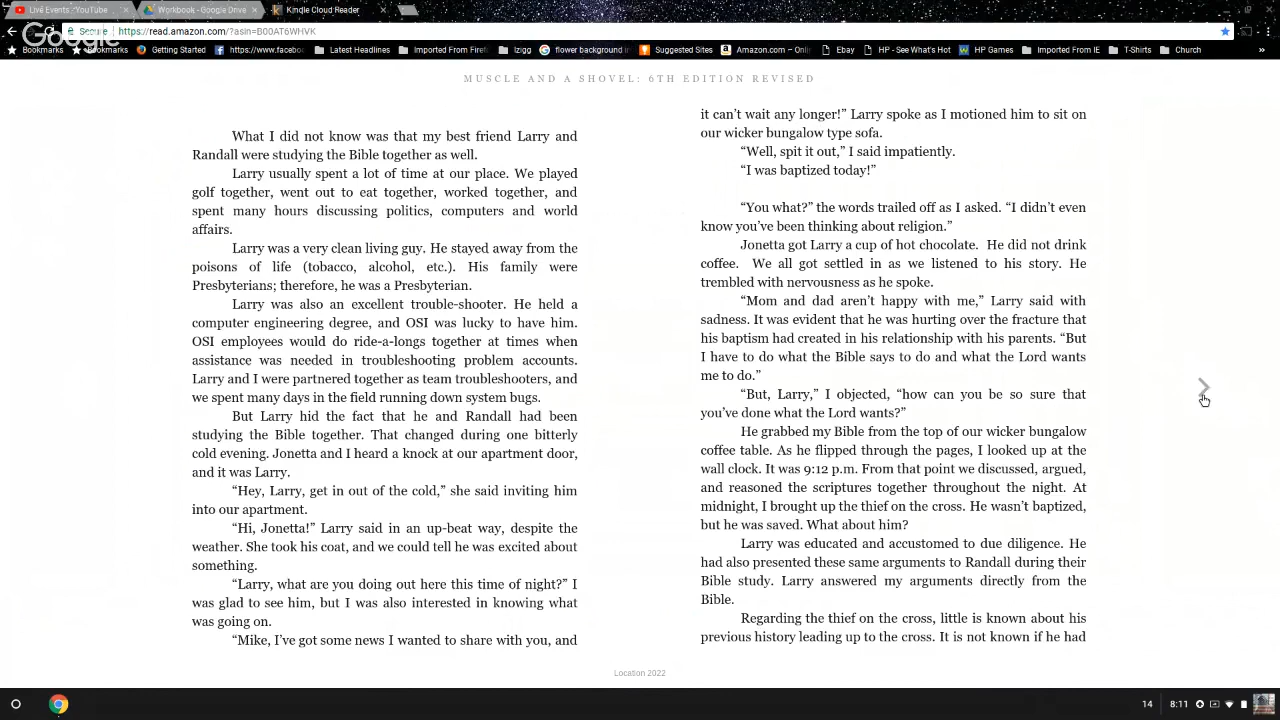 Live Events - YouTube
Workbook - Google Drive
Kindle Cloud Reader
Google
Secure https://read.amazon.com/?asin=B00AT6WHVK
Bookmarks
Bookmarks
Getting Started
https://www.faceboo
Latest Headlines
Imported From Firef
Izigg
flower background in
Suggested Sites
Amazon.com – Onli
Ebay
HP - See What's Hot
HP Games
Imported From IE
T-Shirts
Church
MUSCLE AND A SHOVEL: 6TH EDITION REVISED
What I did not know was that my best friend Larry and
Randall were studying the Bible together as well.
Larry usually spent a lot of time at our place. We played
golf together, went out to eat together, worked together, and
spent many hours discussing politics, computers and world
affairs.
Larry was a very clean living guy. He stayed away from the
poisons of life (tobacco, alcohol, etc.). His family were
Presbyterians; therefore, he was a Presbyterian.
Larry was also an excellent trouble-shooter. He held a
computer engineering degree, and OSI was lucky to have him.
OSI employees would do ride-a-longs together at times when
assistance was needed in troubleshooting problem accounts.
Larry and I were partnered together as team troubleshooters, and
we spent many days in the field running down system bugs.
But Larry hid the fact that he and Randall had been
studying the Bible together. That changed during one bitterly
cold evening. Jonetta and I heard a knock at our apartment door,
and it was Larry.
“Hey, Larry, get in out of the cold,” she said inviting him
into our apartment.
“Hi, Jonetta!” Larry said in an up-beat way, despite the
weather. She took his coat, and we could tell he was excited about
something.
“Larry, what are you doing out here this time of night?” I
was glad to see him, but I was also interested in knowing what
was going on.
“Mike, I’ve got some news I wanted to share with you, and
it can’t wait any longer!” Larry spoke as I motioned him to sit on
our wicker bungalow type sofa.
“Well, spit it out,” I said impatiently.
“I was baptized today!”
“You what?” the words trailed off as I asked. “I didn’t even
know you’ve been thinking about religion.”
Jonetta got Larry a cup of hot chocolate. He did not drink
coffee. We all got settled in as we listened to his story. He
trembled with nervousness as he spoke.
“Mom and dad aren’t happy with me,” Larry said with
sadness. It was evident that he was hurting over the fracture that
his baptism had created in his relationship with his parents. “But
I have to do what the Bible says to do and what the Lord wants
me to do.”
“But, Larry,” I objected, “how can you be so sure that
you’ve done what the Lord wants?”
He grabbed my Bible from the top of our wicker bungalow
coffee table. As he flipped through the pages, I looked up at the
wall clock. It was 9:12 p.m. From that point we discussed, argued,
and reasoned the scriptures together throughout the night. At
midnight, I brought up the thief on the cross. He wasn’t baptized,
but he was saved. What about him?
Larry was educated and accustomed to due diligence. He
had also presented these same arguments to Randall during their
Bible study. Larry answered my arguments directly from the
Bible.
Regarding the thief on the cross, little is known about his
previous history leading up to the cross. It is not known if he had
Location 2022
14 8:11